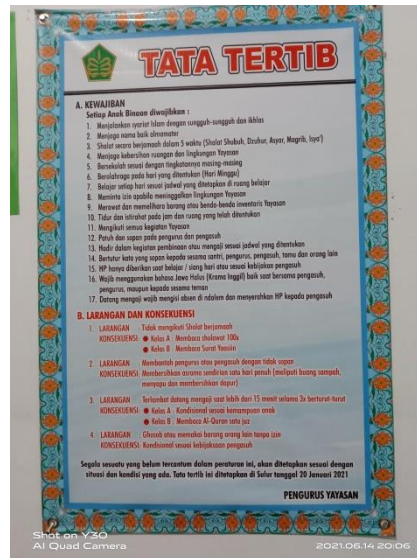 TATA TERTIB
A. KEWAJIBAN
Setiap Anak Binaan diwajibkan :
1. Menjalankan syariat Islam dengan sungguh-sungguh dan ikhlas
2. Menjaga nama baik almamater
3. Shalat secara berjamaah dalam 5 waktu (Shalat Shubuh, Dzuhur, Asyar, Magrib, Isya')
4. Menjaga kebersihan ruangan dan lingkungan Yayasan
5. Bersekolah sesuai dengan tingkatannya masing-masing
6. Berolahraga pada hari yang ditentukan (Hari Minggu)
7. Belajar setiap hari sesuai jadwal yang ditetapkan di ruang belajar
8. Meminta izin apabila meninggalkan lingkungan Yayasan
9. Merawat dan memelihara barang atau benda-benda inventaris Yayasan
10. Tidur dan istirahat pada jam dan ruang yang telah ditentukan
11. Mengikuti semua kegiatan Yayasan
12. Patuh dan sopan pada pengurus dan pengasuh
13. Hadir dalam kegiatan pembinaan atau mengaji sesuai jadwal yang ditentukan
14. Bertutur kata yang sopan kepada sesama santri, pengurus, pengasuh, tamu dan orang lain
15. HP hanya diberikan saat belajar / siang hari atau sesuai kebijakan pengasuh
16. Wajib menggunakan bahasa Jawa Halus (Krama Inggil) baik saat bersama pengasuh,
pengurus, maupun kepada sesama teman
17. Datang mengaji wajib mengisi absen di ndalem dan menyerahkan HP kepada pengasuh
B. LARANGAN DAN KONSEKUENSI
1. LARANGAN : Tidak mengikuti Sholat berjamaah
KONSEKUENSI: ● Kelas A : Membaca sholawat 100x
● Kelas B : Membaca Surat Yaasiin
2. LARANGAN : Membantah pengurus atau pengasuh dengan tidak sopan
KONSEKUENSI: Membersihkan asrama sendirian satu hari penuh (meliputi buang sampah,
menyapu dan membersihkan dapur)
3. LARANGAN : Terlambat datang mengaji saat lebih dari 15 menit selama 3x berturut-turut
KONSEKUENSI: ● Kelas A : Kondisional sesuai kemampuan anak
● Kelas B : Membaca Al-Quran satu juz
4. LARANGAN : Ghosob atau memakai barang orang lain tanpa izin
KONSEKUENSI: Kondisional sesuai kebijaksaan pengasuh
Segala sesuatu yang belum tercantum dalam peraturan ini, akan ditetapkan sesuai dengan
situasi dan kondisi yang ada. Tata tertib ini ditetapkan di Sulur tanggal 20 Januari 2021
PENGURUS YAYASAN
Shot on Y30
AI Quad Camera
2021.06.14 20:06